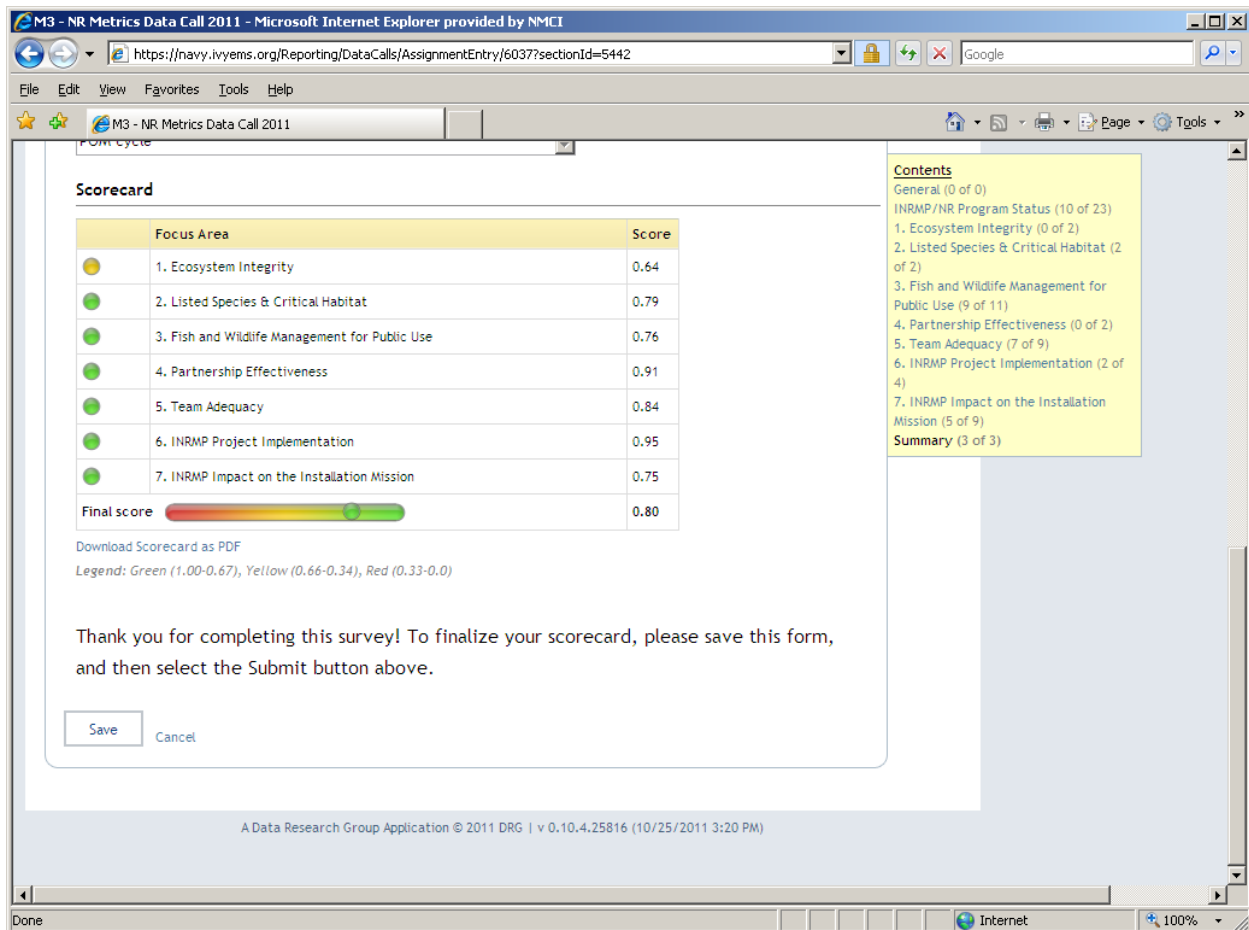 M3 - NR Metrics Data Call 2011 - Microsoft Internet Explorer provided by NMCI
https://navy.ivyems.org/Reporting/DataCalls/AssignmentEntry/6037?sectionId=5442
Google
File Edit View Favorites Tools Help
M3 - NR Metrics Data Call 2011
Page
Tools
POM cycle
Scorecard
Focus Area Score
1. Ecosystem Integrity 0.64
2. Listed Species & Critical Habitat 0.79
3. Fish and Wildlife Management for Public Use 0.76
4. Partnership Effectiveness 0.91
5. Team Adequacy 0.84
6. INRMP Project Implementation 0.95
7. INRMP Impact on the Installation Mission 0.75
Final score 0.80
Download Scorecard as PDF
Legend: Green (1.00-0.67), Yellow (0.66-0.34), Red (0.33-0.0)
Thank you for completing this survey! To finalize your scorecard, please save this form,
and then select the Submit button above.
Save
Cancel
Contents
General (0 of 0)
INRMP/NR Program Status (10 of 23)
1. Ecosystem Integrity (0 of 2)
2. Listed Species & Critical Habitat (2
of 2)
3. Fish and Wildlife Management for
Public Use (9 of 11)
4. Partnership Effectiveness (0 of 2)
5. Team Adequacy (7 of 9)
6. INRMP Project Implementation (2 of
4)
7. INRMP Impact on the Installation
Mission (5 of 9)
Summary (3 of 3)
A Data Research Group Application © 2011 DRG | v 0.10.4.25816 (10/25/2011 3:20 PM)
Done
Internet
100%